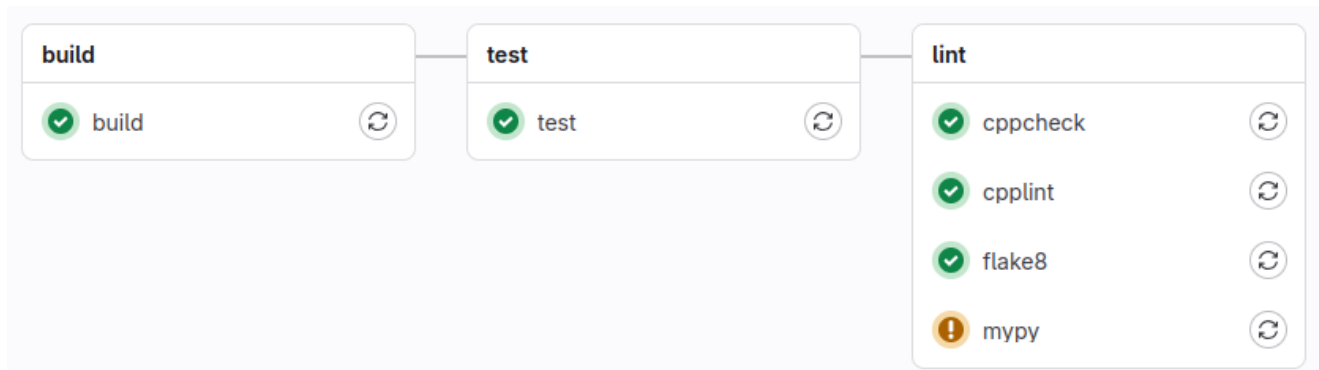 build
build
test
test
lint
cppcheck
cpplint
flake8
mypy